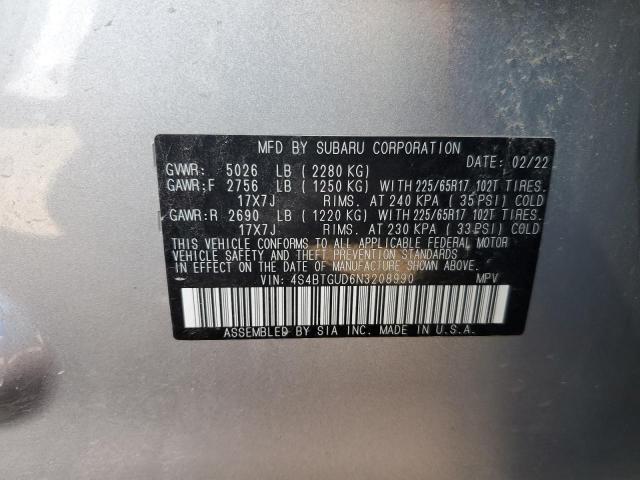 MFD BY SUBARU CORPORATION DATE: 02/22
GVWR: 5026 LB (2280 KG)
GAWR:F 2756 LB (1250 KG) WITH 225/65R17 102T TIRES.
17X7J RIMS. AT 240 KPA (35 PSI) COLD
GAWR:R 2690 LB (1220 KG) WITH 225/65R17 102T TIRES.
17X7J RIMS. AT 230 KPA (33 PSI) COLD
THIS VEHICLE CONFORMS TO ALL APPLICABLE FEDERAL MOTOR
VEHICLE SAFETY AND THEFT PREVENTION STANDARDS
IN EFFECT ON THE DATE OF MANUFACTURE SHOWN ABOVE.
VIN: 4S4BTGUD6N3208990 MPV
ASSEMBLED BY SIA INC. MADE IN U.S.A.